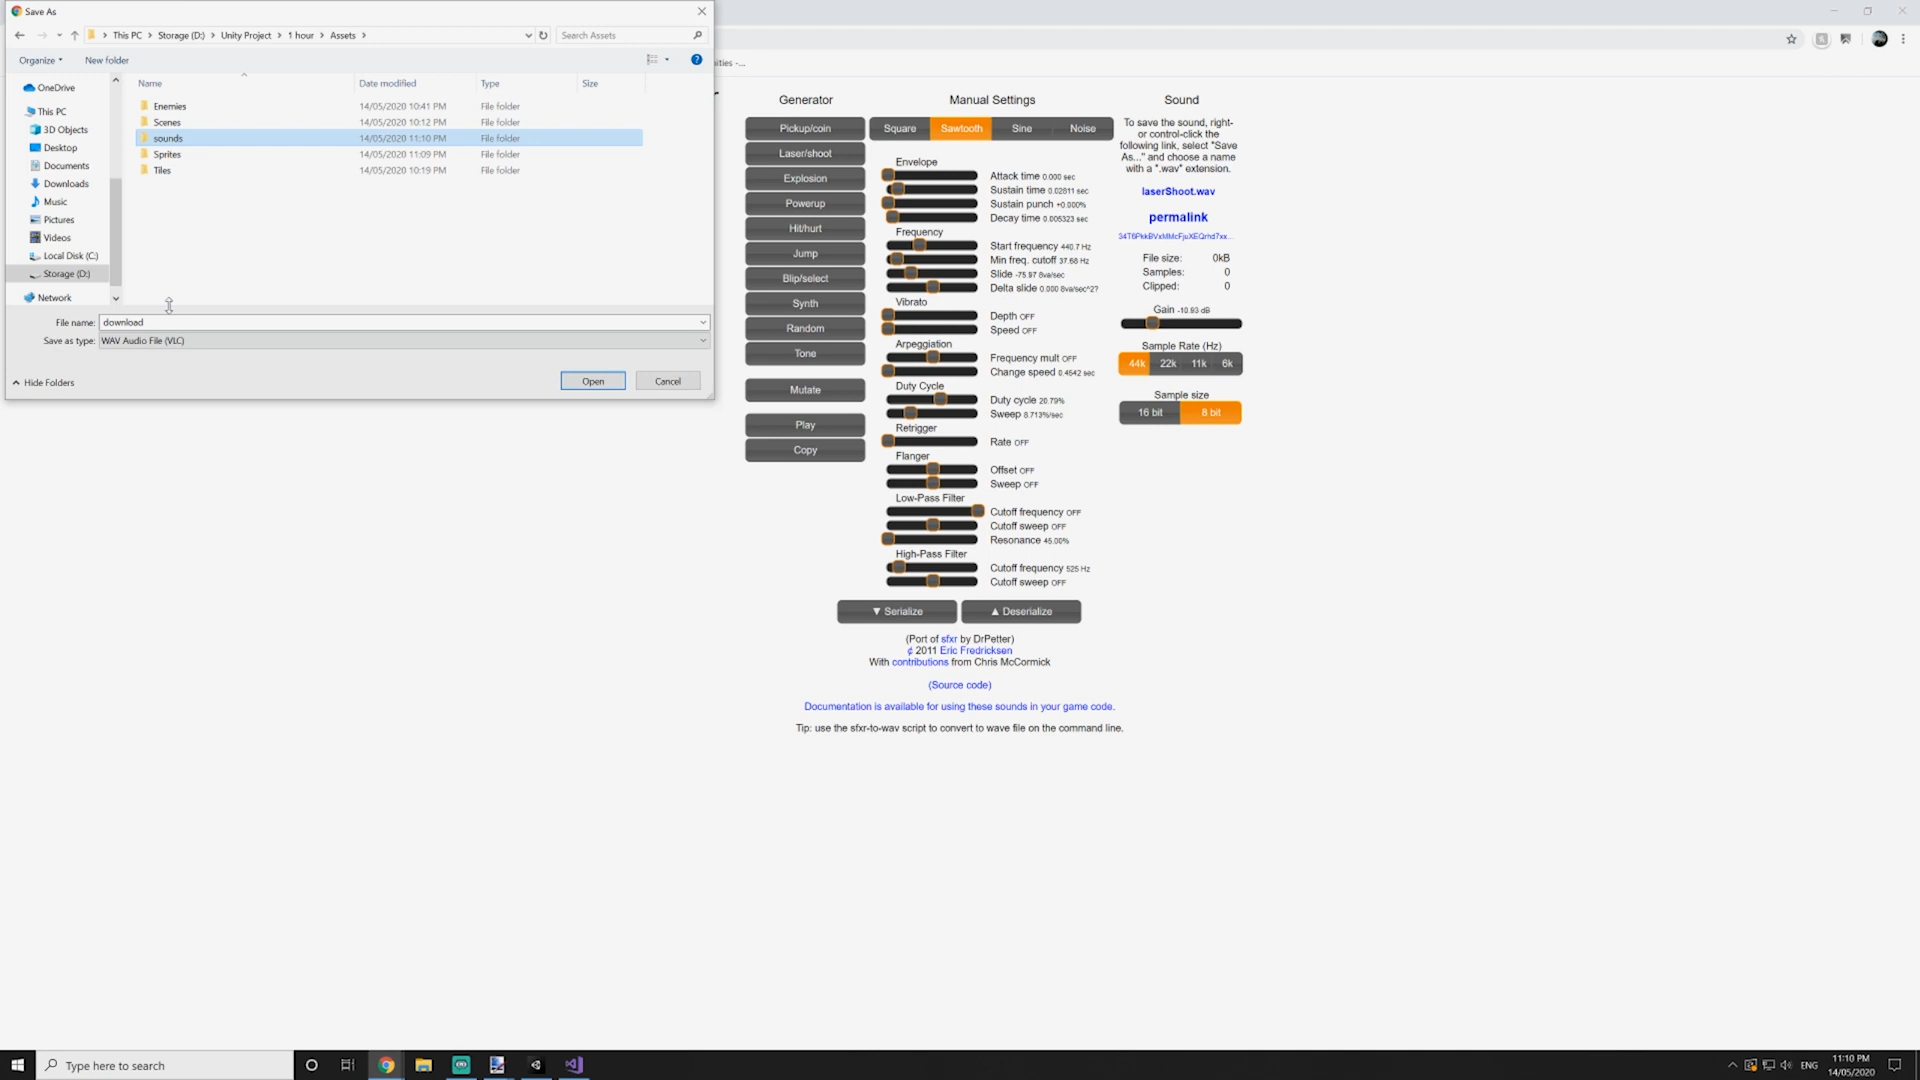 Save As
This PC
Storage (D:)
Unity Project
1 hour
Assets
Search Assets
Organize
New folder
ities -...
Name
Date modified
Type
Size
OneDrive
This PC
3D Objects
Desktop
Documents
Downloads
Music
Pictures
Videos
Local Disk (C:)
Storage (D:)
Network
Enemies 14/05/2020 10:41 PM File folder
Scenes 14/05/2020 10:12 PM File folder
sounds 14/05/2020 11:10 PM File folder
Sprites 14/05/2020 11:09 PM File folder
Tiles 14/05/2020 10:19 PM File folder
File name: download
Save as type: WAV Audio File (VLC)
Hide Folders
Open
Cancel
Generator
Pickup/coin
Laser/shoot
Explosion
Powerup
Hit/hurt
Jump
Blip/select
Synth
Random
Tone
Mutate
Play
Copy
Manual Settings
Square Sawtooth Sine Noise
Envelope
Attack time 0.000 sec
Sustain time 0.02811 sec
Sustain punch +0.000%
Decay time 0.005323 sec
Frequency
Start frequency 440.7 Hz
Min freq. cutoff 37.68 Hz
Slide -75.97 8va/sec
Delta slide 0.000 8va/sec^2?
Vibrato
Depth OFF
Speed OFF
Arpeggiation
Frequency mult OFF
Change speed 0.4542 sec
Duty Cycle
Duty cycle 20.79%
Sweep 8.713%/sec
Retrigger
Rate OFF
Flanger
Offset OFF
Sweep OFF
Low-Pass Filter
Cutoff frequency OFF
Cutoff sweep OFF
Resonance 45.00%
High-Pass Filter
Cutoff frequency 525 Hz
Cutoff sweep OFF
Sound
To save the sound, right-
or control-click the
following link, select "Save
As..." and choose a name
with a ".wav" extension.
laserShoot.wav
permalink
File size: 0kB
Samples: 0
Clipped: 0
Gain -10.93 dB
Sample Rate (Hz)
44k 22k 11k 6k
Sample size
16 bit 8 bit
▼ Serialize
▲ Deserialize
(Port of sfxr by DrPetter)
¢ 2011 Eric Fredricksen
With contributions from Chris McCormick
(Source code)
Documentation is available for using these sounds in your game code.
Tip: use the sfxr-to-wav script to convert to wave file on the command line.
Type here to search
ENG
11:10 PM
14/05/2020